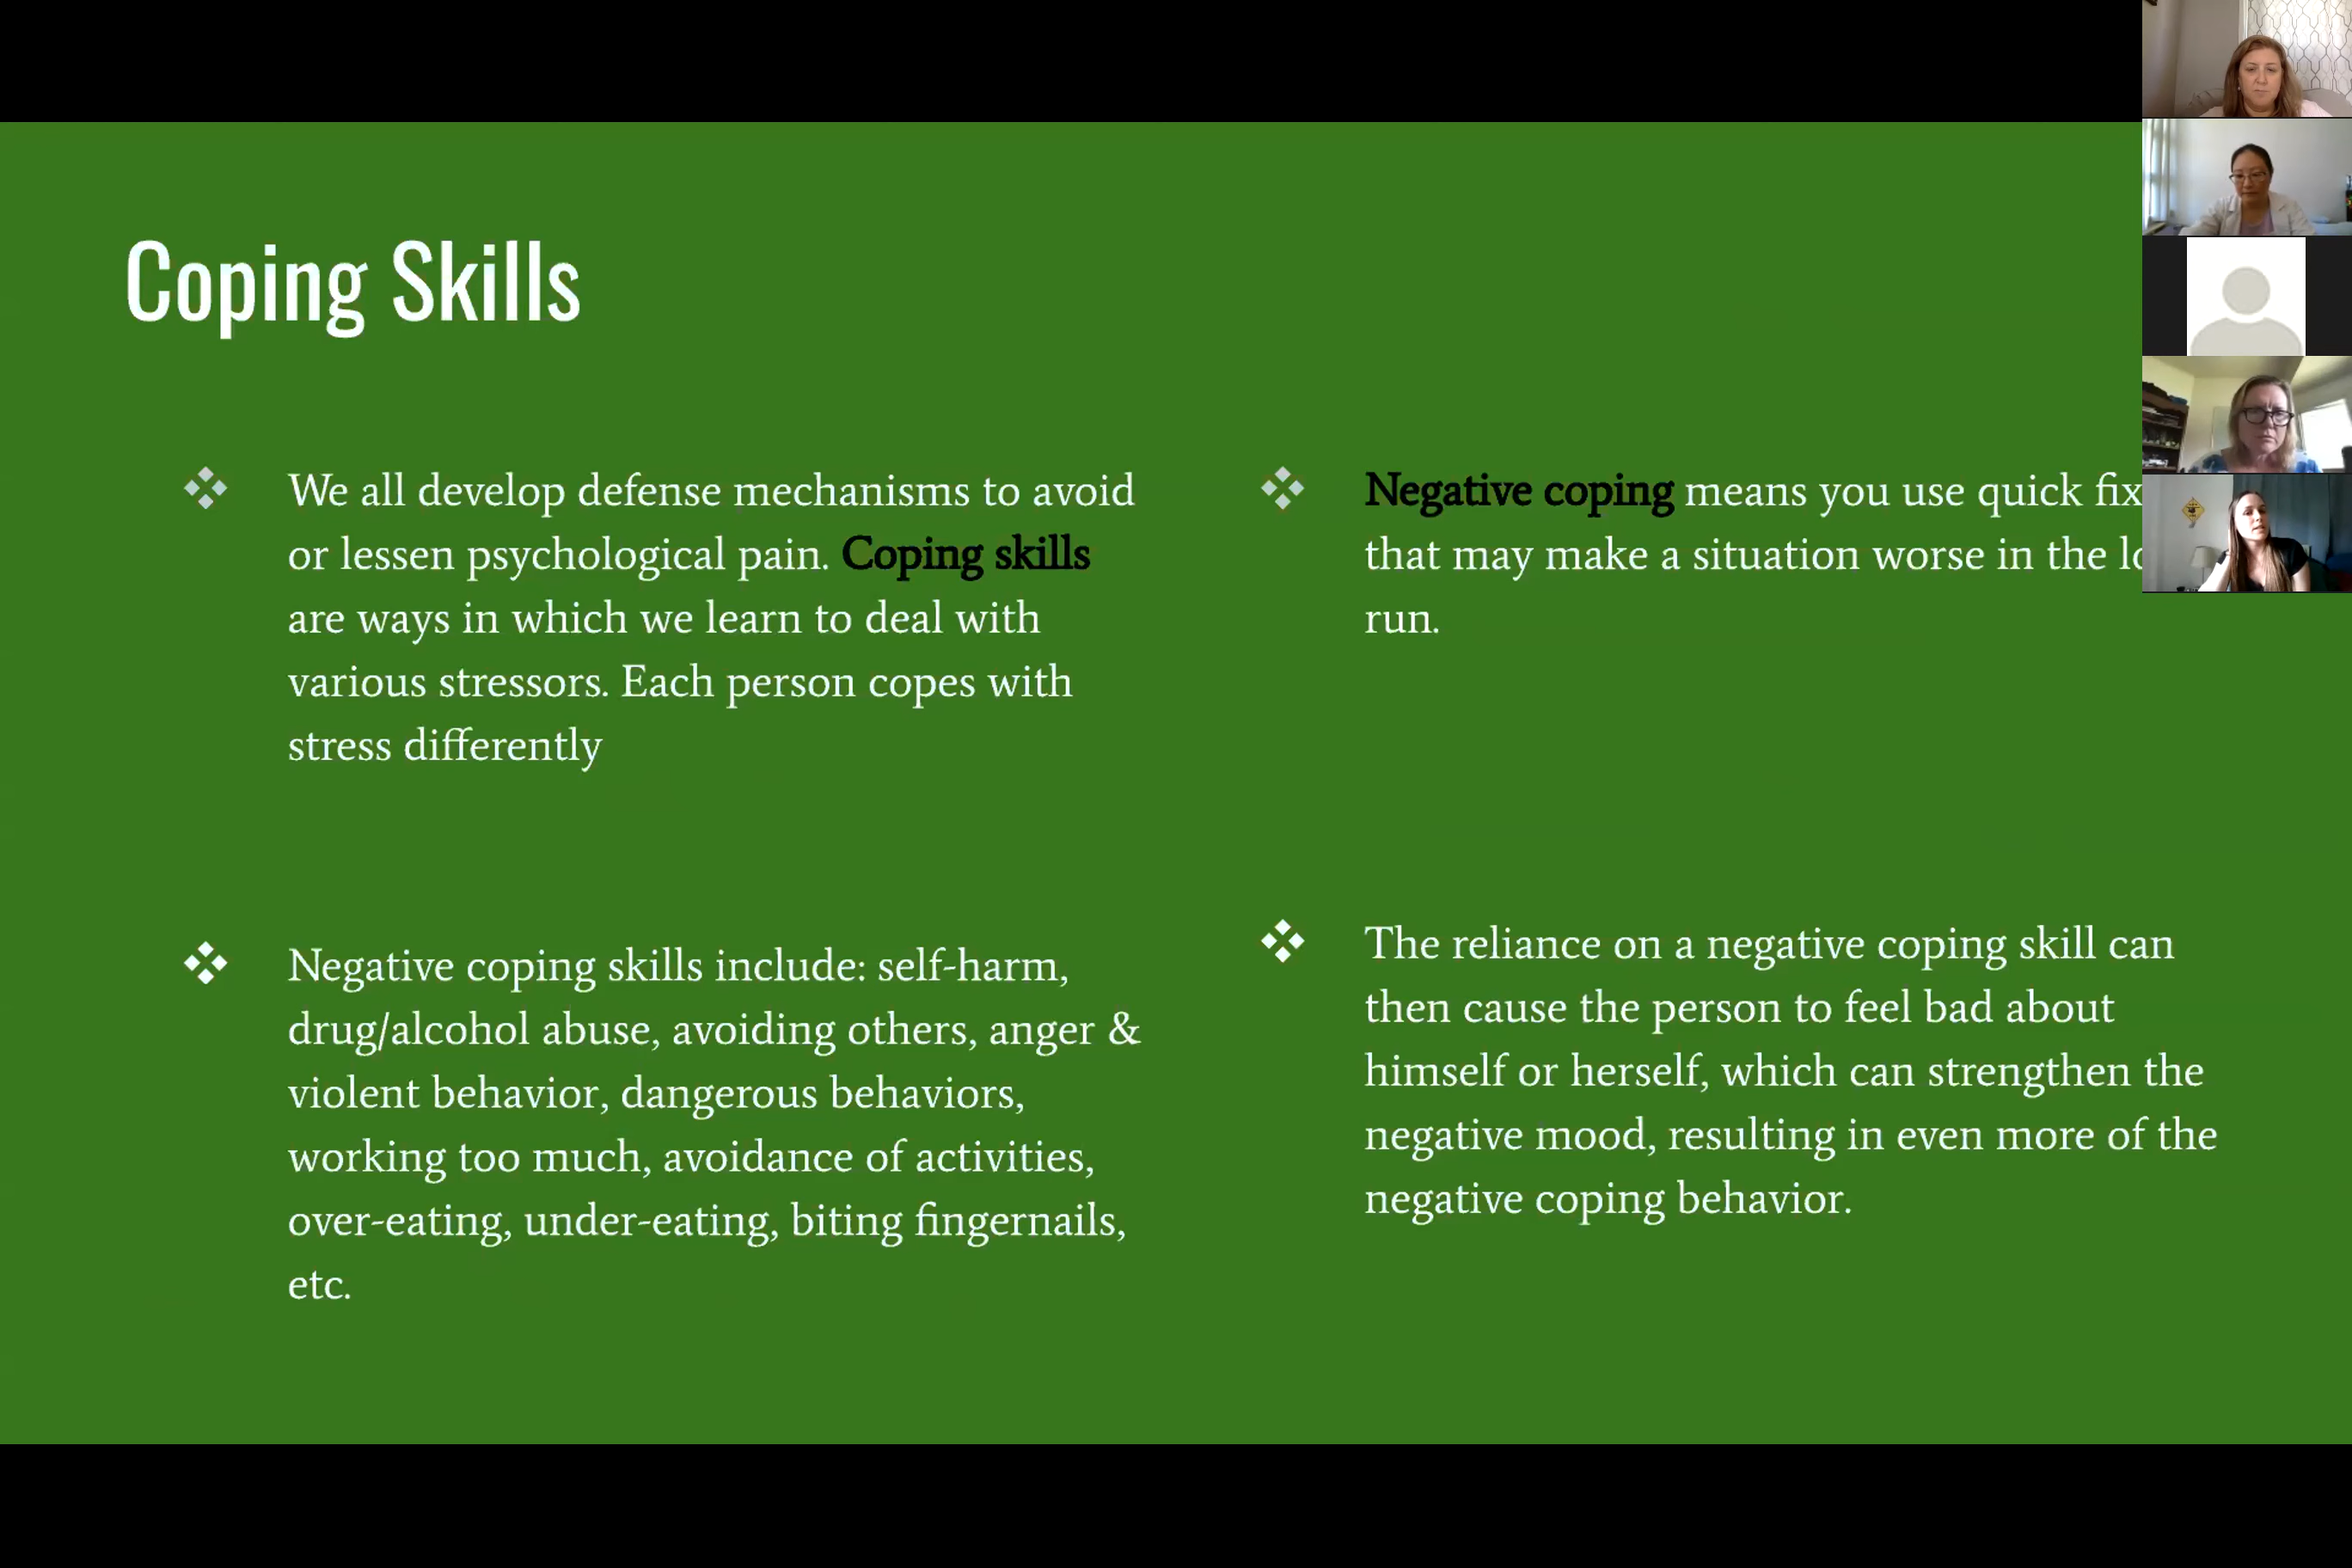 Coping Skills
We all develop defense mechanisms to avoid
or lessen psychological pain. Coping skills
are ways in which we learn to deal with
various stressors. Each person copes with
stress differently
Negative coping skills include: self-harm,
drug/alcohol abuse, avoiding others, anger &
violent behavior, dangerous behaviors,
working too much, avoidance of activities,
over-eating, under-eating, biting fingernails,
etc.
Negative coping means you use quick fix
that may make a situation worse in the
run.
The reliance on a negative coping skill can
then cause the person to feel bad about
himself or herself, which can strengthen the
negative mood, resulting in even more of the
negative coping behavior.